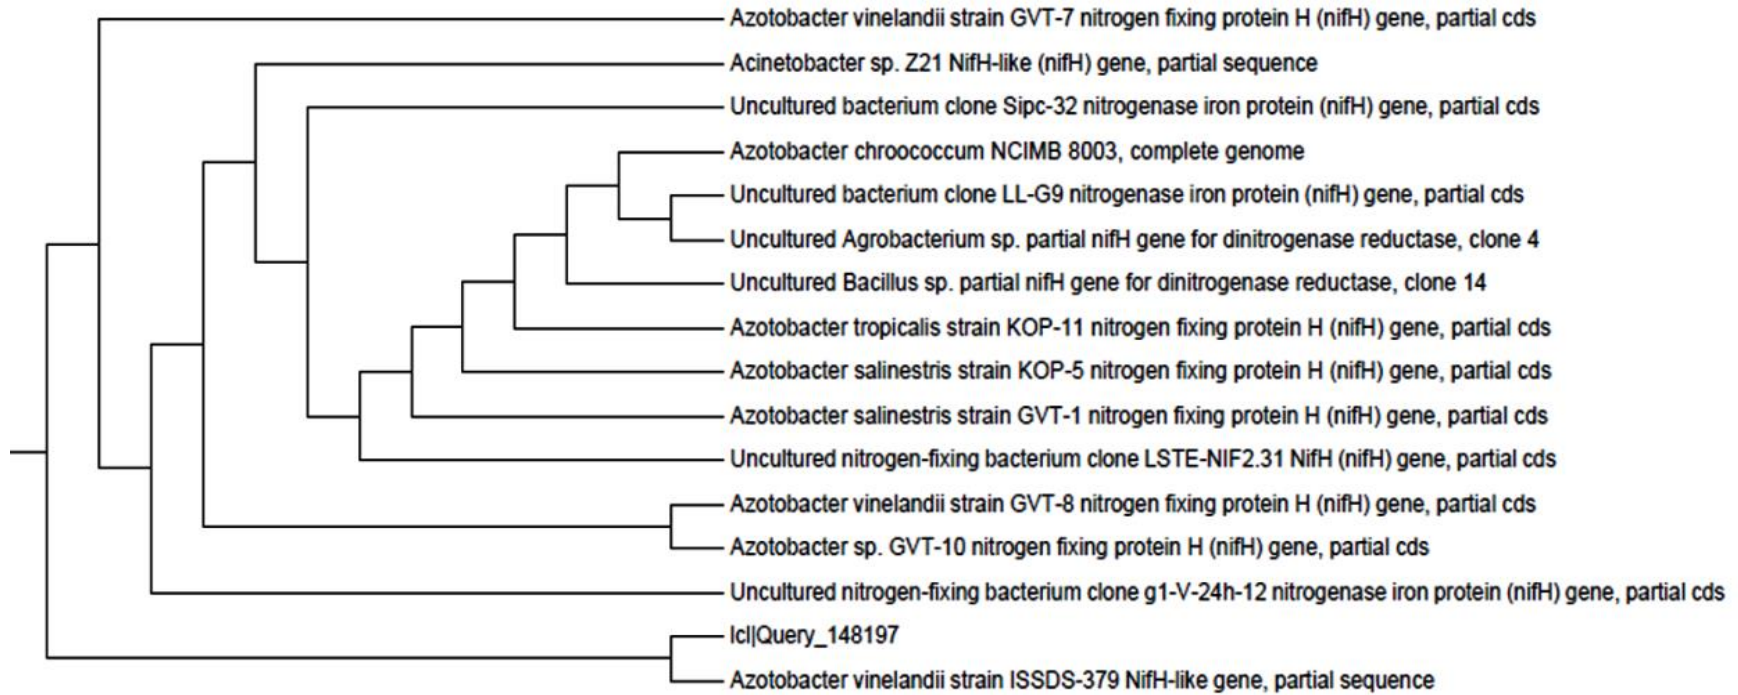 Azotobacter vinelandii strain GVT-7 nitrogen fixing protein H (nifH) gene, partial cds
Acinetobacter sp. Z21 NifH-like (nifH) gene, partial sequence
Uncultured bacterium clone Sipc-32 nitrogenase iron protein (nifH) gene, partial cds
Azotobacter chroococcum NCIMB 8003, complete genome
Uncultured bacterium clone LL-G9 nitrogenase iron protein (nifH) gene, partial cds
Uncultured Agrobacterium sp. partial nifH gene for dinitrogenase reductase, clone 4
Uncultured Bacillus sp. partial nifH gene for dinitrogenase reductase, clone 14
Azotobacter tropicalis strain KOP-11 nitrogen fixing protein H (nifH) gene, partial cds
Azotobacter salinestris strain KOP-5 nitrogen fixing protein H (nifH) gene, partial cds
Azotobacter salinestris strain GVT-1 nitrogen fixing protein H (nifH) gene, partial cds
Uncultured nitrogen-fixing bacterium clone LSTE-NIF2.31 NifH (nifH) gene, partial cds
Azotobacter vinelandii strain GVT-8 nitrogen fixing protein H (nifH) gene, partial cds
Azotobacter sp. GVT-10 nitrogen fixing protein H (nifH) gene, partial cds
Uncultured nitrogen-fixing bacterium clone g1-V-24h-12 nitrogenase iron protein (nifH) gene, partial cds
lcl|Query_148197
Azotobacter vinelandii strain ISSDS-379 NifH-like gene, partial sequence